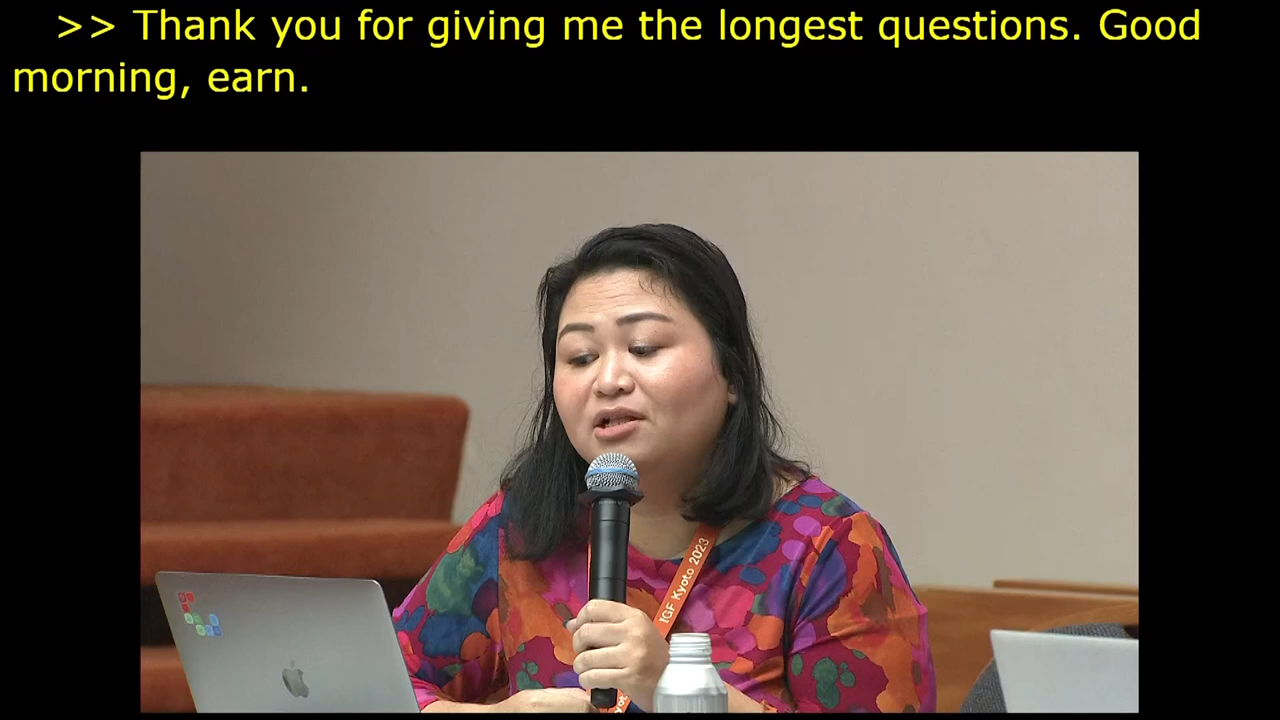 >> Thank you for giving me the longest questions. Good
morning, earn.
IGF Kyoto 2023